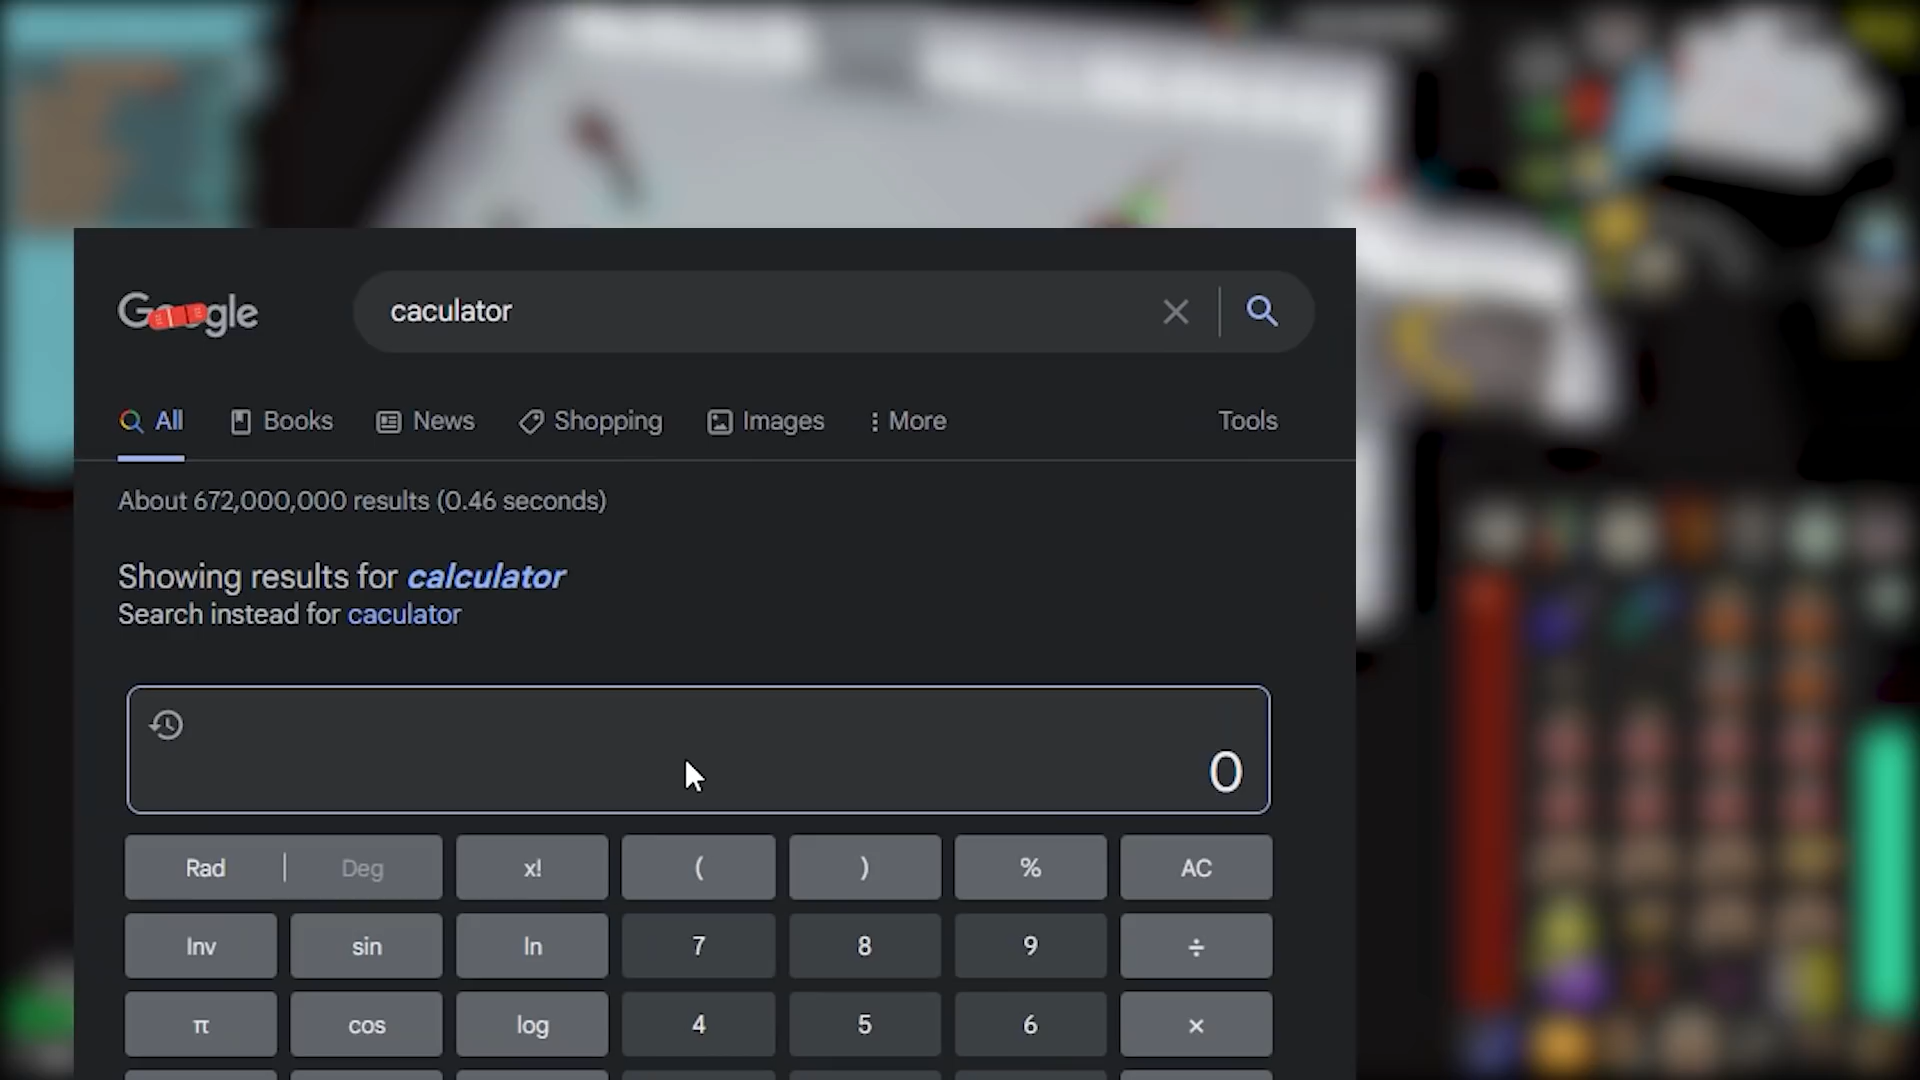 Google
caculator
All Books News Shopping Images More Tools
About 672,000,000 results (0.46 seconds)
Showing results for calculator
Search instead for caculator
0
Rad | Deg x! ( ) % AC
Inv sin ln 7 8 9 ÷
π cos log 4 5 6 ×